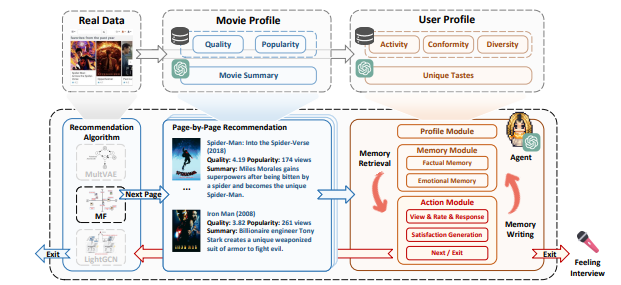 Real Data
Movie Profile
User Profile
Quality
Popularity
Movie Summary
Activity
Conformity
Diversity
Unique Tastes
Recommendation
Algorithm
MultVAE
MF
LightGCN
Next Page
Exit
Page-by-Page Recommendation
Spider-Man: Into the Spider-Verse
(2018)
Quality: 4.19 Popularity: 174 views
Summary: Miles Morales gains
superpowers after being bitten by
a spider and becomes the unique
Spider-Man.
...
Iron Man (2008)
Quality: 3.82 Popularity: 261 views
Summary: Billionaire engineer Tony
Stark creates a unique weaponized
suit of armor to fight evil.
Memory
Retrieval
Profile Module
Memory Module
Factual Memory
Emotional Memory
Action Module
View & Rate & Response
Satisfaction Generation
Next / Exit
Agent
Memory
Writing
Exit
Feeling
Interview